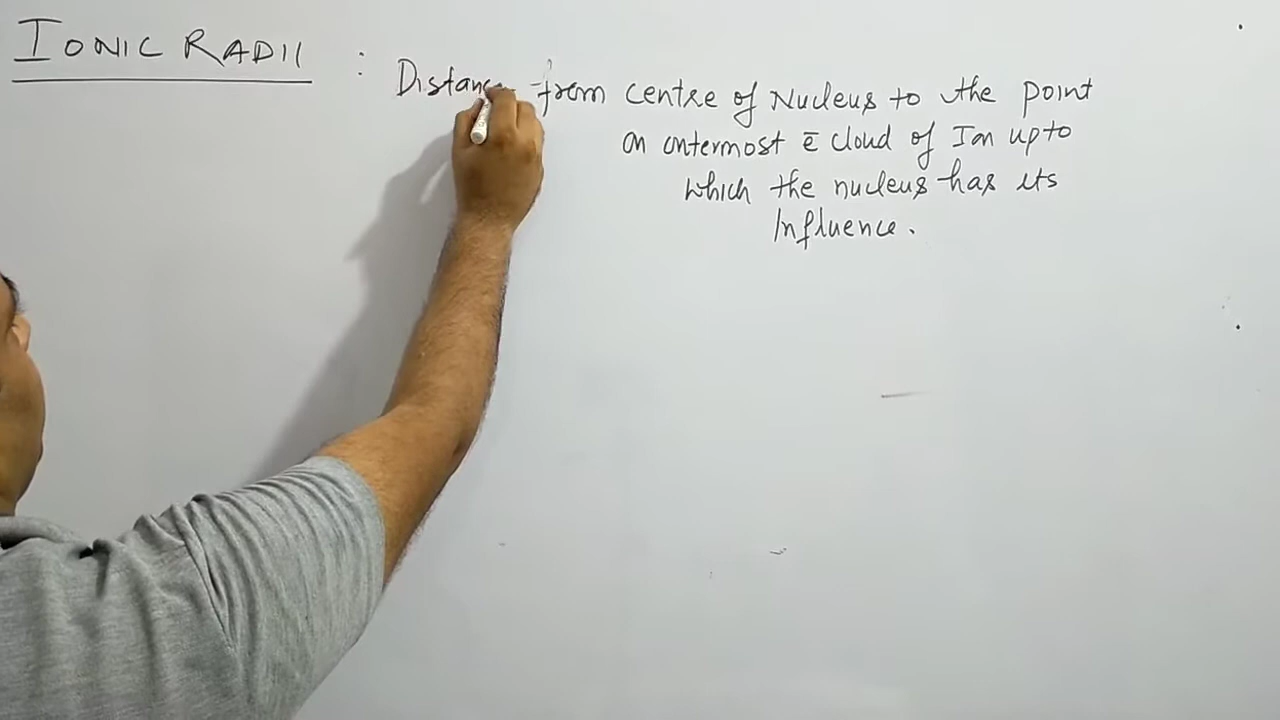 IONIC RADII : Distance from centre of Nucleus to the point
on outermost ē cloud of Ion upto
which the nucleus has its
Influence.